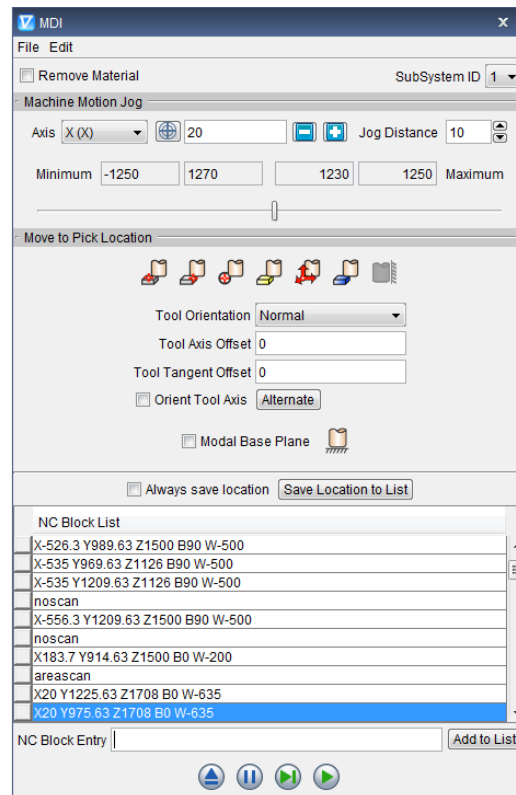 MDI
File Edit
Remove Material SubSystem ID 1
Machine Motion Jog
Axis X (X) 20 Jog Distance 10
Minimum -1250 1270 1230 1250 Maximum
Move to Pick Location
Tool Orientation Normal
Tool Axis Offset 0
Tool Tangent Offset 0
Orient Tool Axis Alternate
Modal Base Plane
Always save location Save Location to List
NC Block List
X-526.3 Y989.63 Z1500 B90 W-500
X-535 Y969.63 Z1126 B90 W-500
X-535 Y1209.63 Z1126 B90 W-500
noscan
X-556.3 Y1209.63 Z1500 B90 W-500
noscan
X183.7 Y914.63 Z1500 B0 W-200
areascan
X20 Y1225.63 Z1708 B0 W-635
X20 Y975.63 Z1708 B0 W-635
NC Block Entry Add to List